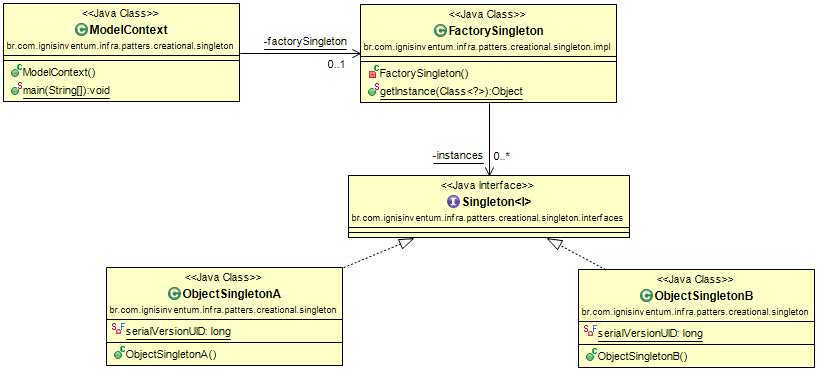 <<Java Class>>
ModelContext
br.com.ignisinventum.infra.patters.creational.singleton
ModelContext()
main(String[]):void
-factorySingleton
0..1
<<Java Class>>
FactorySingleton
br.com.ignisinventum.infra.patters.creational.singleton.impl
FactorySingleton()
getInstance(Class<?>):Object
-instances
0..*
<<Java Interface>>
Singleton<I>
br.com.ignisinventum.infra.patters.creational.singleton.interfaces
<<Java Class>>
ObjectSingletonA
br.com.ignisinventum.infra.patters.creational.singleton
serialVersionUID: long
ObjectSingletonA()
<<Java Class>>
ObjectSingletonB
br.com.ignisinventum.infra.patters.creational.singleton
serialVersionUID: long
ObjectSingletonB()